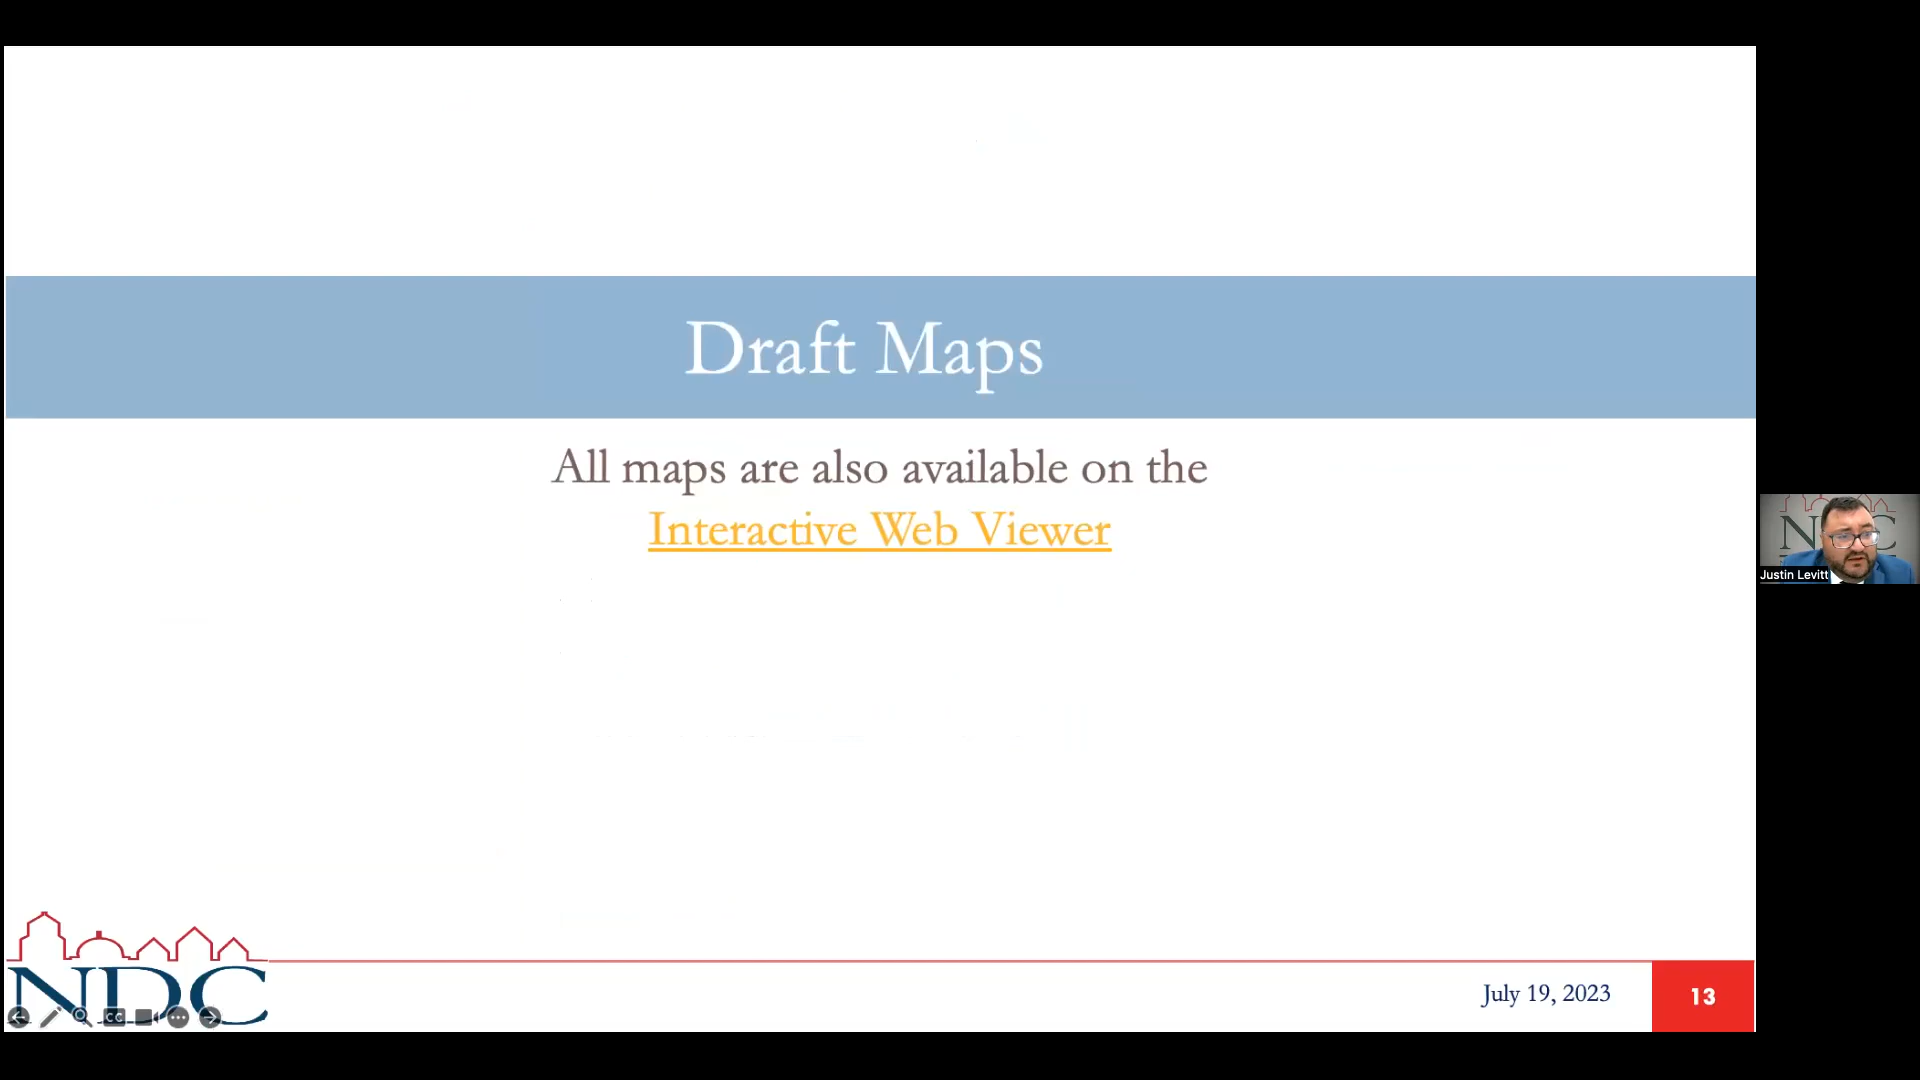 Draft Maps
All maps are also available on the
Interactive Web Viewer
Justin Levitt
NDC
CC
July 19, 2023
13